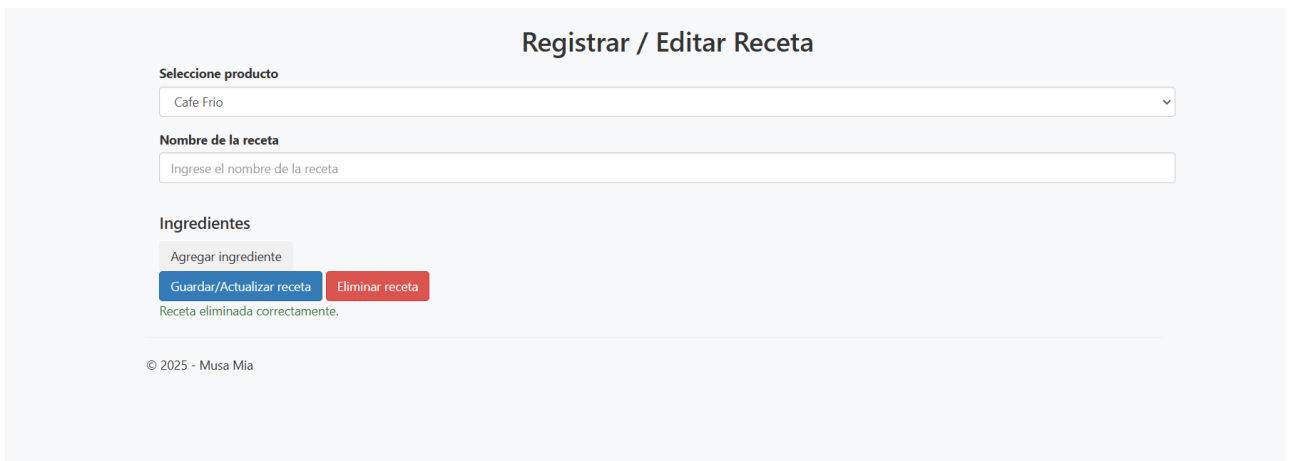 Registrar / Editar Receta
Seleccione producto
Cafe Frio
Nombre de la receta
Ingrese el nombre de la receta
Ingredientes
Agregar ingrediente
Guardar/Actualizar receta Eliminar receta
Receta eliminada correctamente.
© 2025 - Musa Mia